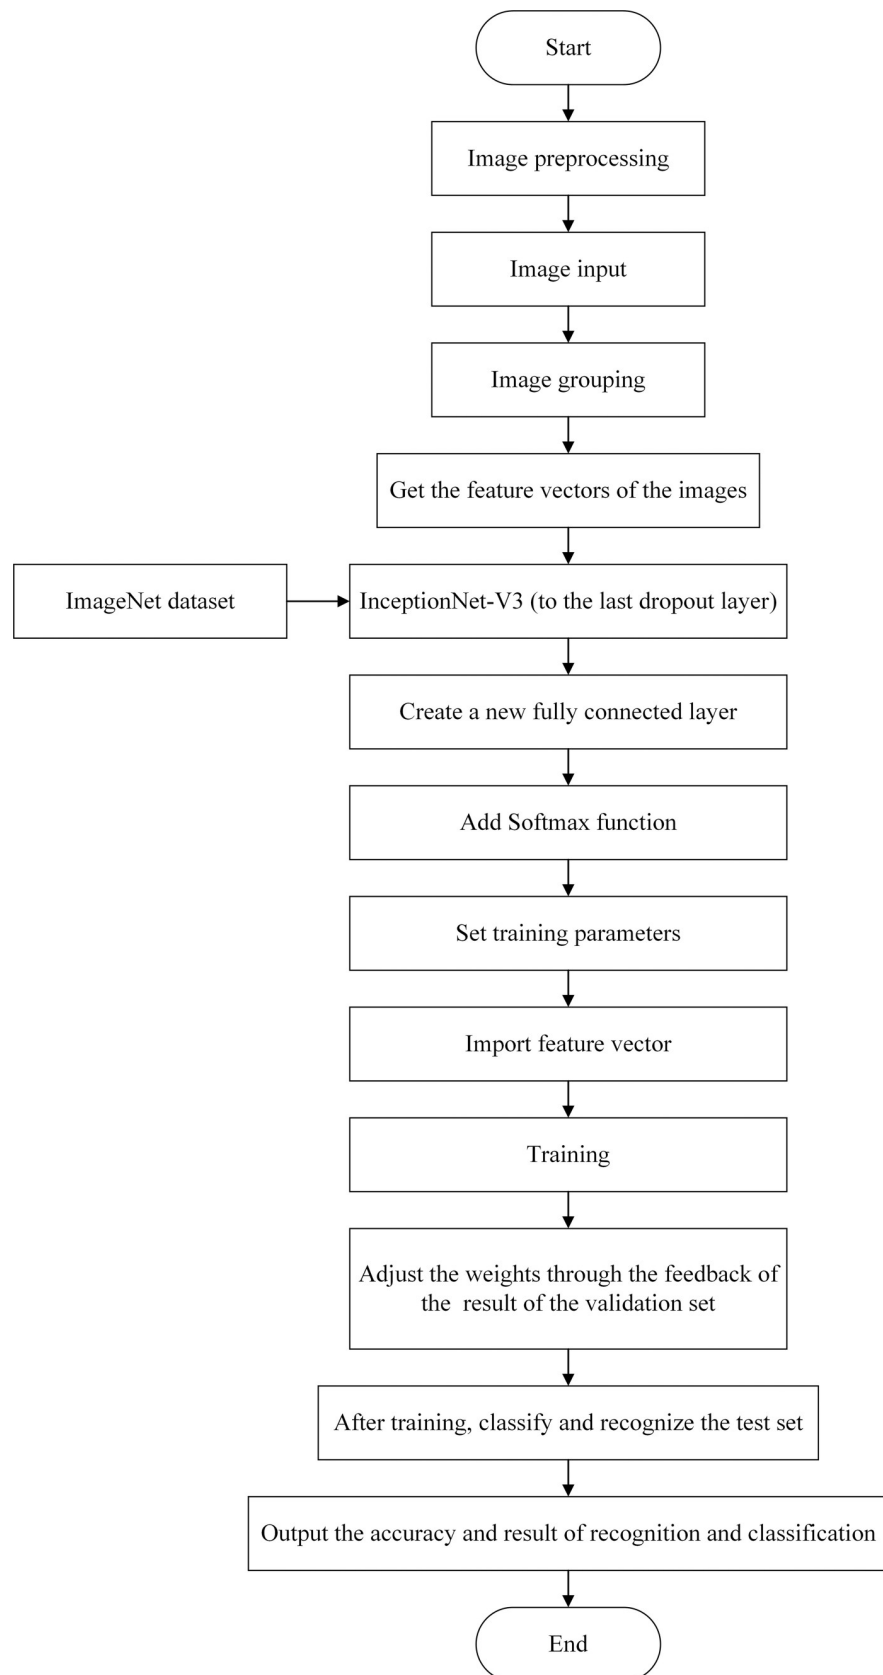 Start
Image preprocessing
Image input
Image grouping
Get the feature vectors of the images
ImageNet dataset
InceptionNet-V3 (to the last dropout layer)
Create a new fully connected layer
Add Softmax function
Set training parameters
Import feature vector
Training
Adjust the weights through the feedback of
the result of the validation set
After training, classify and recognize the test set
Output the accuracy and result of recognition and classification
End